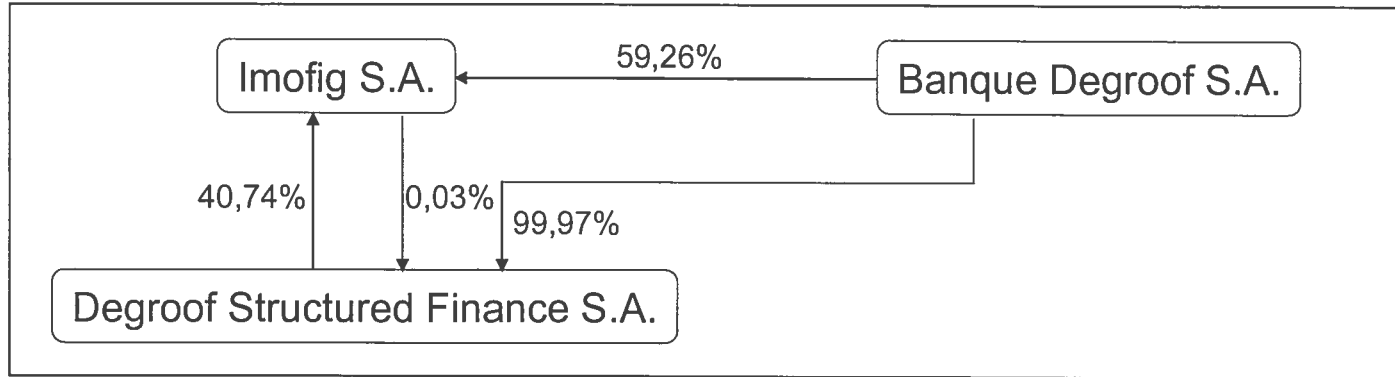 59,26%
Imofig S.A.
Banque Degroof S.A.
40,74%
0,03%
99,97%
Degroof Structured Finance S.A.